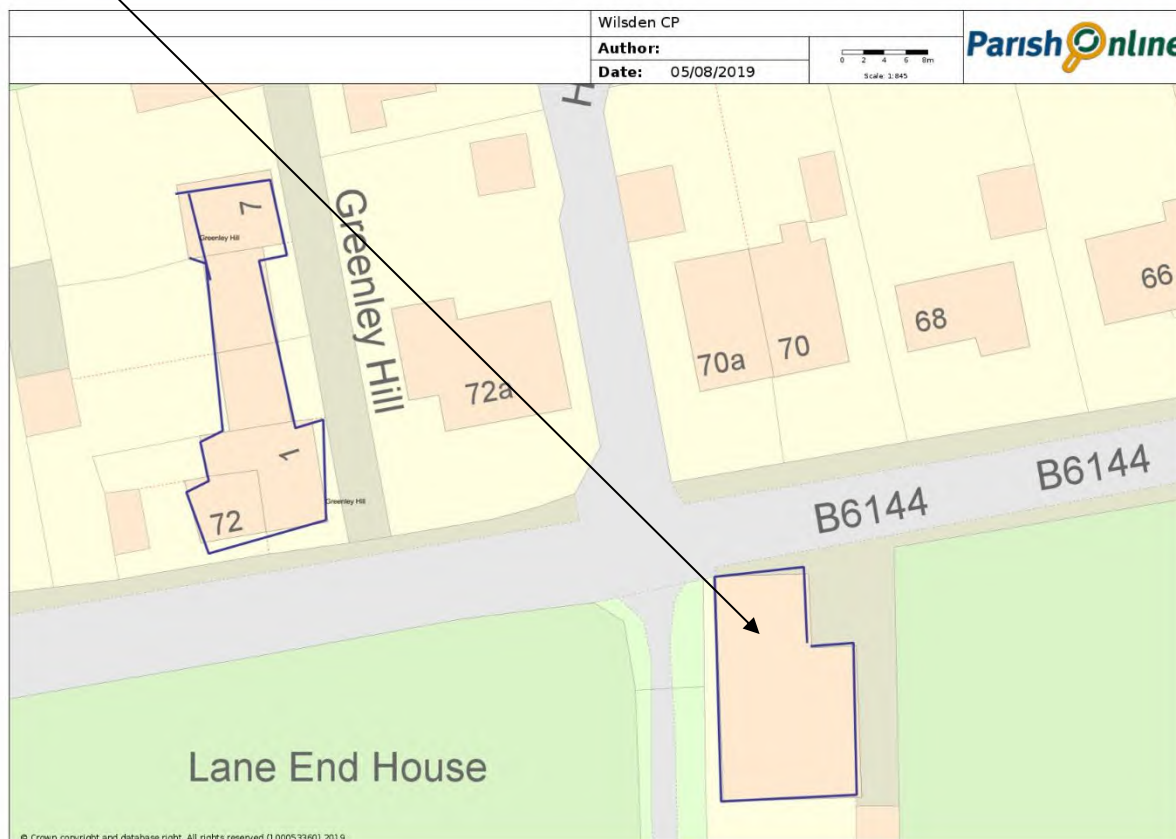 Wilsden CP
Author:
Date: 05/08/2019
0 2 4 6 8m
Scale: 1:845
Parish Online
H
7
Greenley Hill
Greenley Hill
72a
70a
70
68
66
1
Greenley Hill
72
B6144
B6144
Lane End House
© Crown copyright and database right. All rights reserved (100053360) 2019